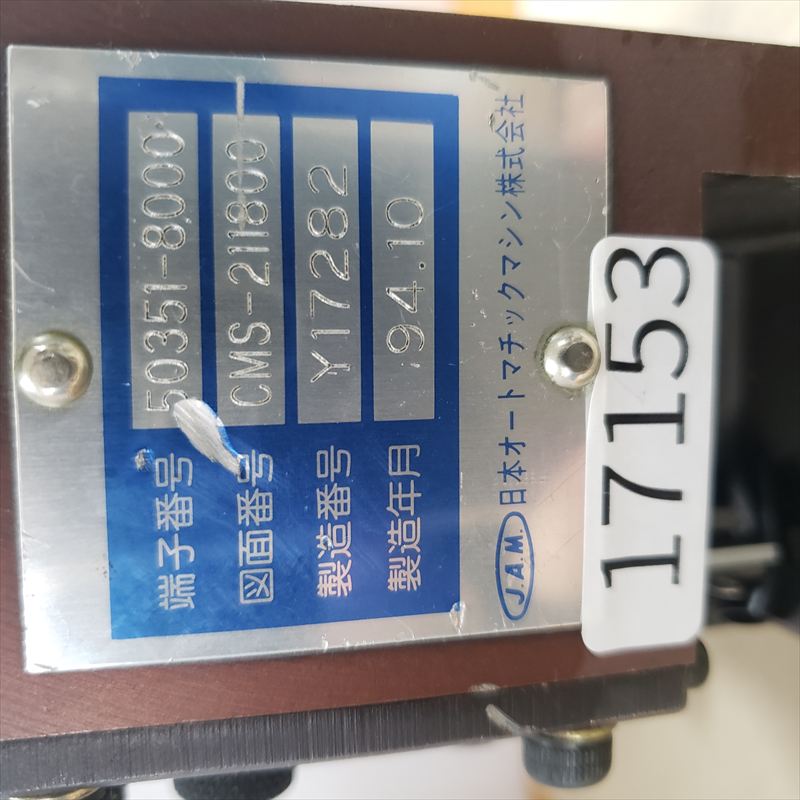 端子番号 50351-8000
図面番号 CMS-211800
製造番号 Y17282
製造年月 94.10
J.A.M. 日本オートマチックマシン株式会社
17153